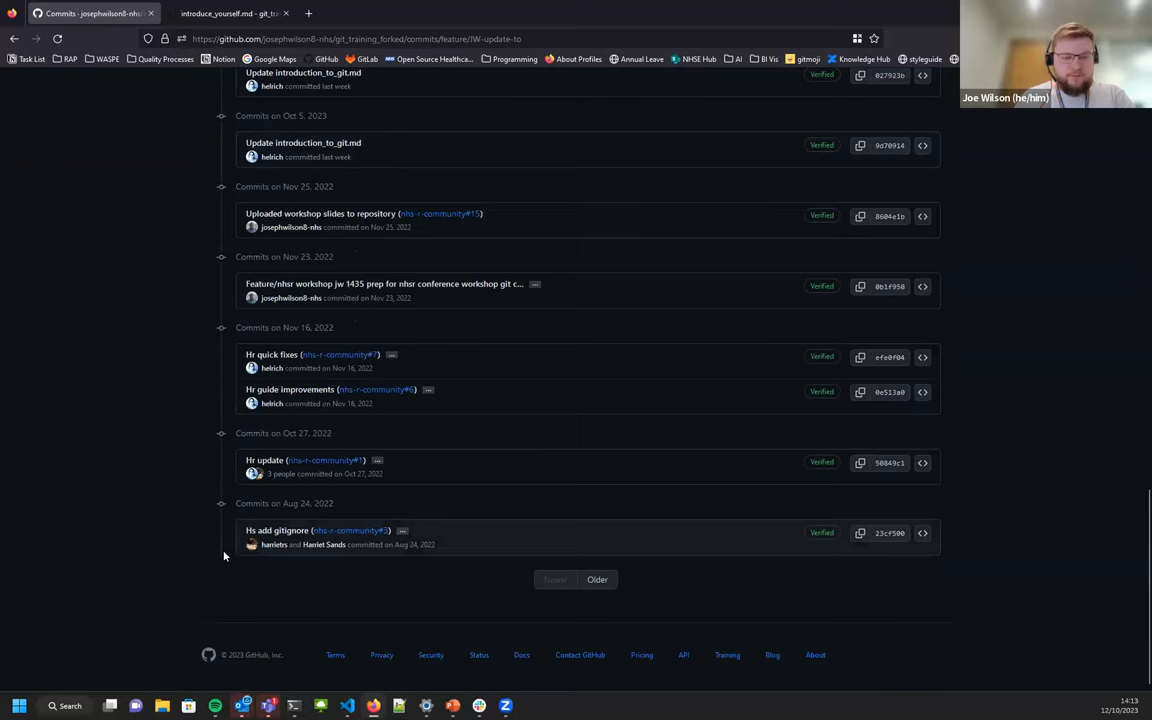 Commits · josephwilson8-nhs/
introduce_yourself.md - git_tra
https://github.com/josephwilson8-nhs/git_training_forked/commits/feature/JW-update-to
Task List RAP WASPE Quality Processes Notion Google Maps GitHub GitLab Open Source Healthca... Programming About Profiles Annual Leave NHSE Hub AI BI Vis gitmoji Knowledge Hub styleguide
Joe Wilson (he/him)
Update introduction_to_git.md
helrich committed last week
Verified 027923b
Commits on Oct 5, 2023
Update introduction_to_git.md
helrich committed last week
Verified 9d70914
Commits on Nov 25, 2022
Uploaded workshop slides to repository (nhs-r-community#15)
josephwilson8-nhs committed on Nov 25, 2022
Verified 8604e1b
Commits on Nov 23, 2022
Feature/nhsr workshop jw 1435 prep for nhsr conference workshop git c... ...
josephwilson8-nhs committed on Nov 23, 2022
Verified 0b1f950
Commits on Nov 16, 2022
Hr quick fixes (nhs-r-community#7) ...
helrich committed on Nov 16, 2022
Verified efe0f04
Hr guide improvements (nhs-r-community#6) ...
helrich committed on Nov 16, 2022
Verified 0e513a0
Commits on Oct 27, 2022
Hr update (nhs-r-community#1) ...
3 people committed on Oct 27, 2022
Verified 50849c1
Commits on Aug 24, 2022
Hs add gitignore (nhs-r-community#3) ...
harrietrs and Harriet Sands committed on Aug 24, 2022
Verified 23cf500
Newer Older
© 2023 GitHub, Inc. Terms Privacy Security Status Docs Contact GitHub Pricing API Training Blog About
Search
14:13
12/10/2023